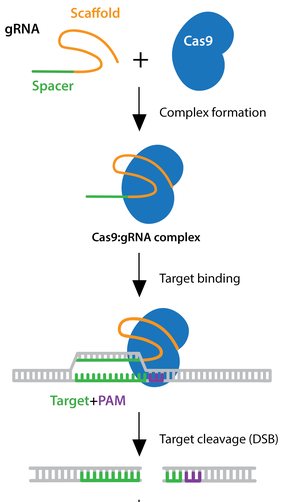 Scaffold
gRNA
Cas9
+
Spacer
Complex formation
Cas9:gRNA complex
Target binding
Target+PAM
Target cleavage (DSB)